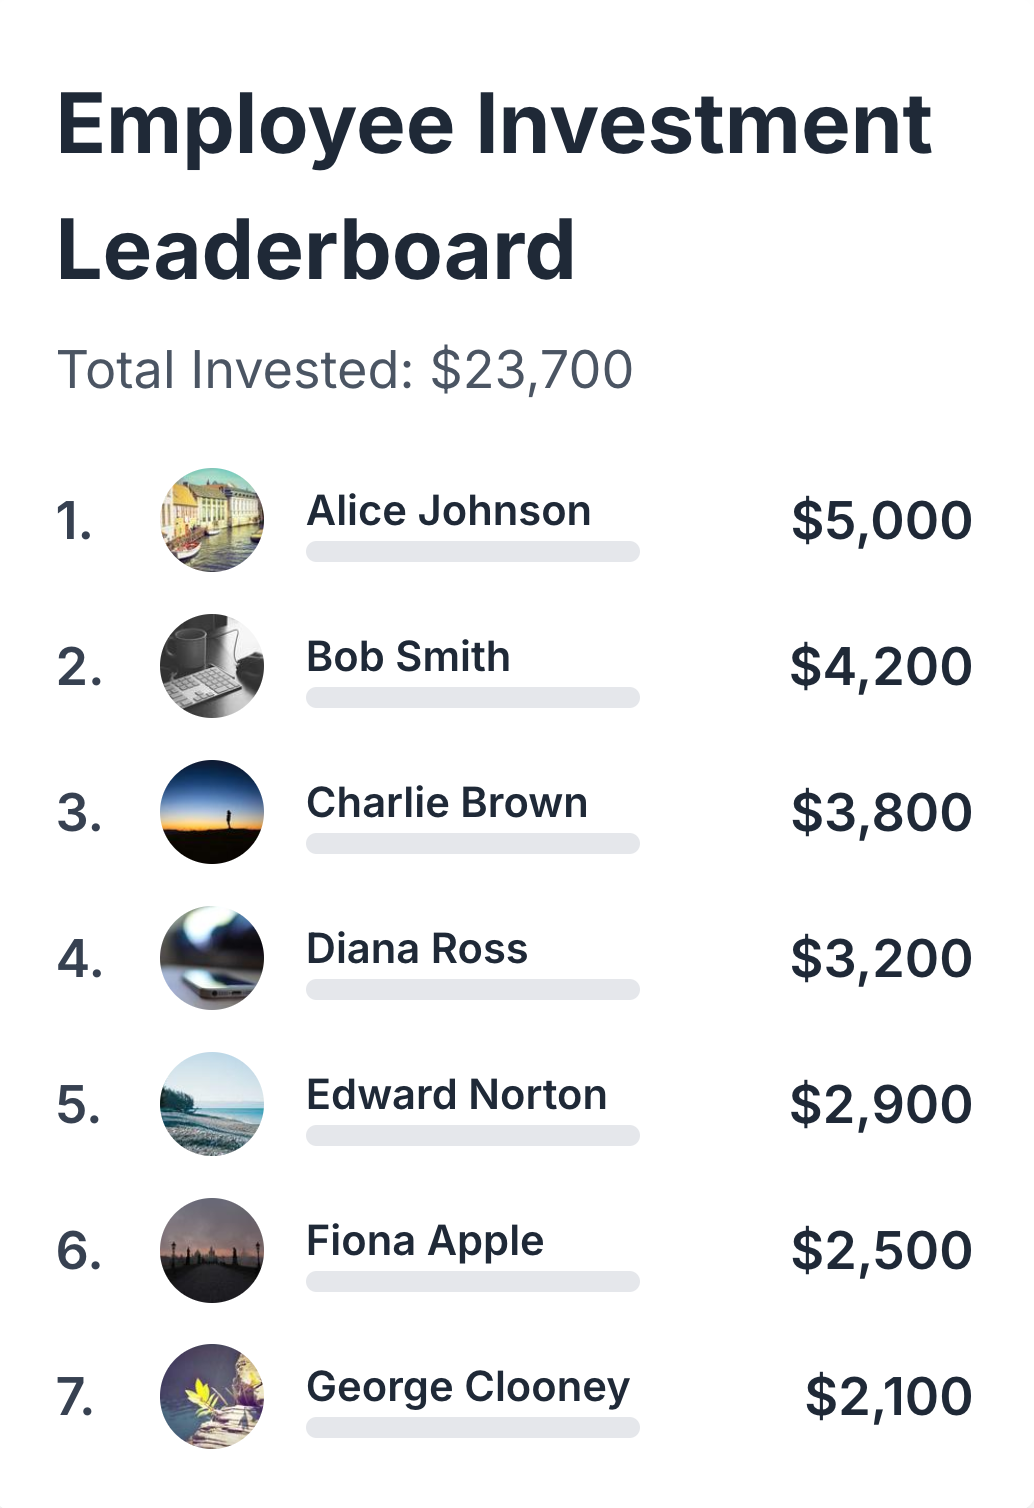 Employee Investment
Leaderboard
Total Invested: $23,700
1. Alice Johnson $5,000
2. Bob Smith $4,200
3. Charlie Brown $3,800
4. Diana Ross $3,200
5. Edward Norton $2,900
6. Fiona Apple $2,500
7. George Clooney $2,100